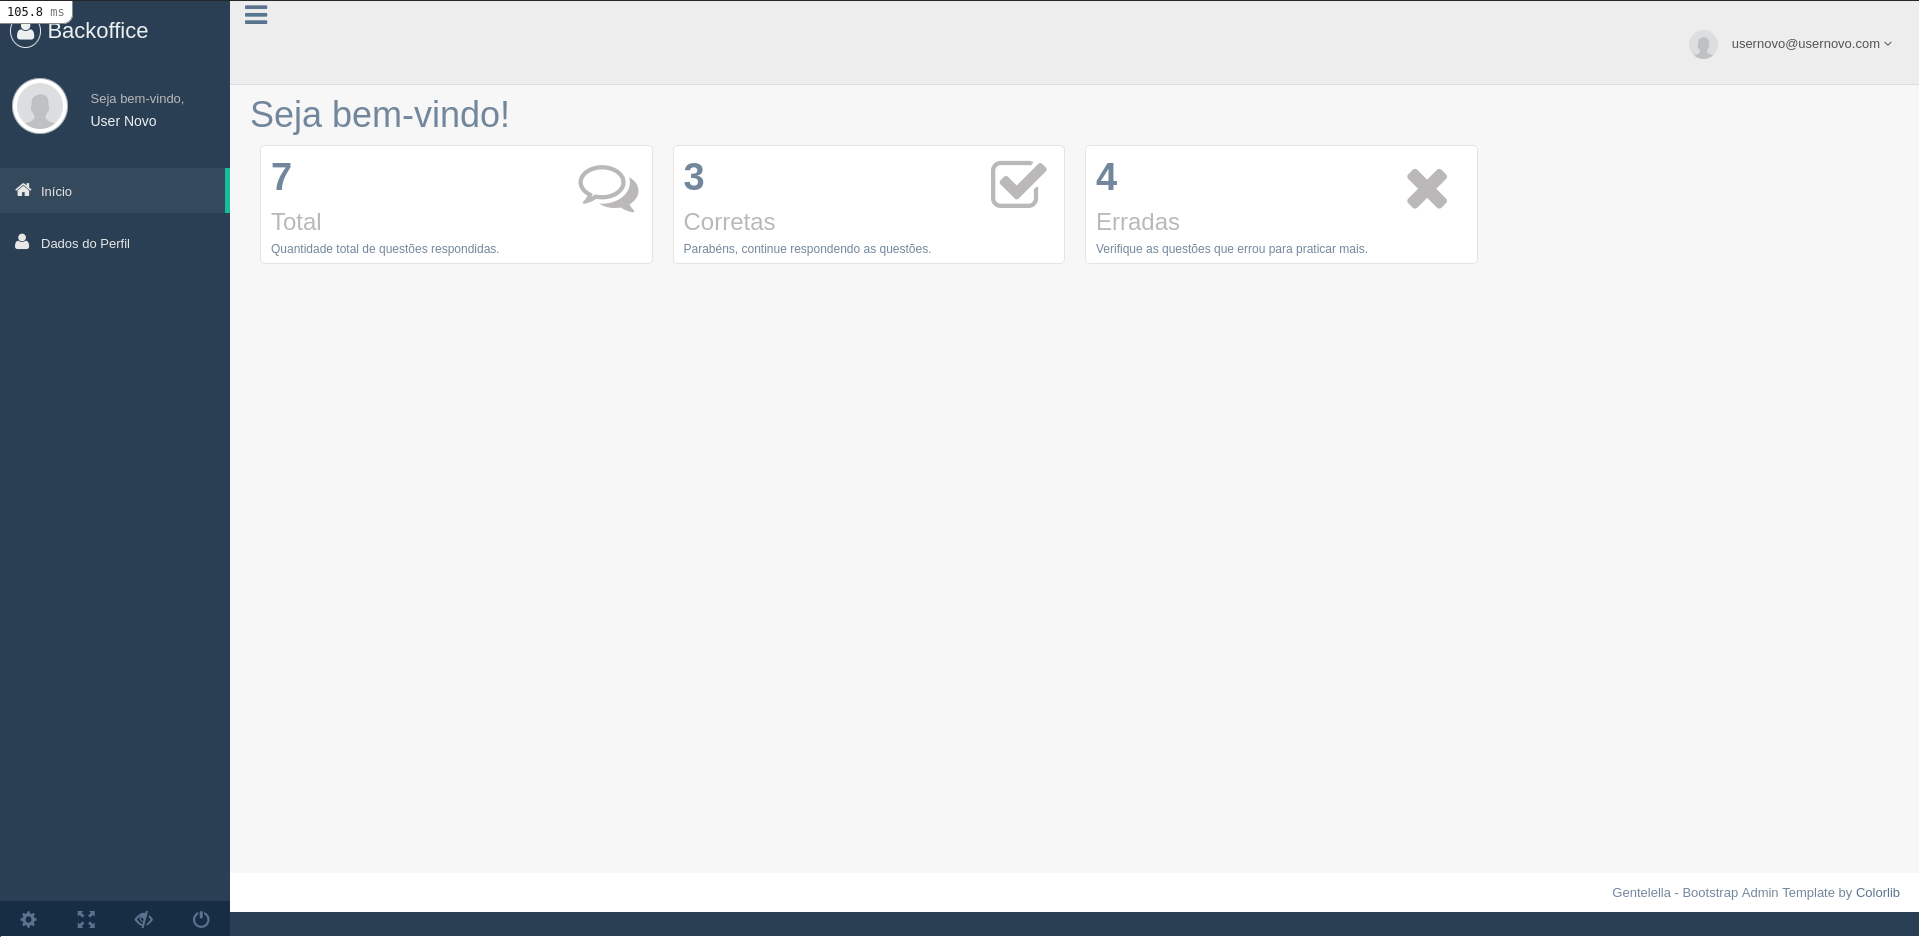 105.8 ms
Backoffice
usernovo@usernovo.com
Seja bem-vindo,
User Novo
Início
Dados do Perfil
Seja bem-vindo!
7
Total
Quantidade total de questões respondidas.
3
Corretas
Parabéns, continue respondendo as questões.
4
Erradas
Verifique as questões que errou para praticar mais.
Gentelella - Bootstrap Admin Template by Colorlib